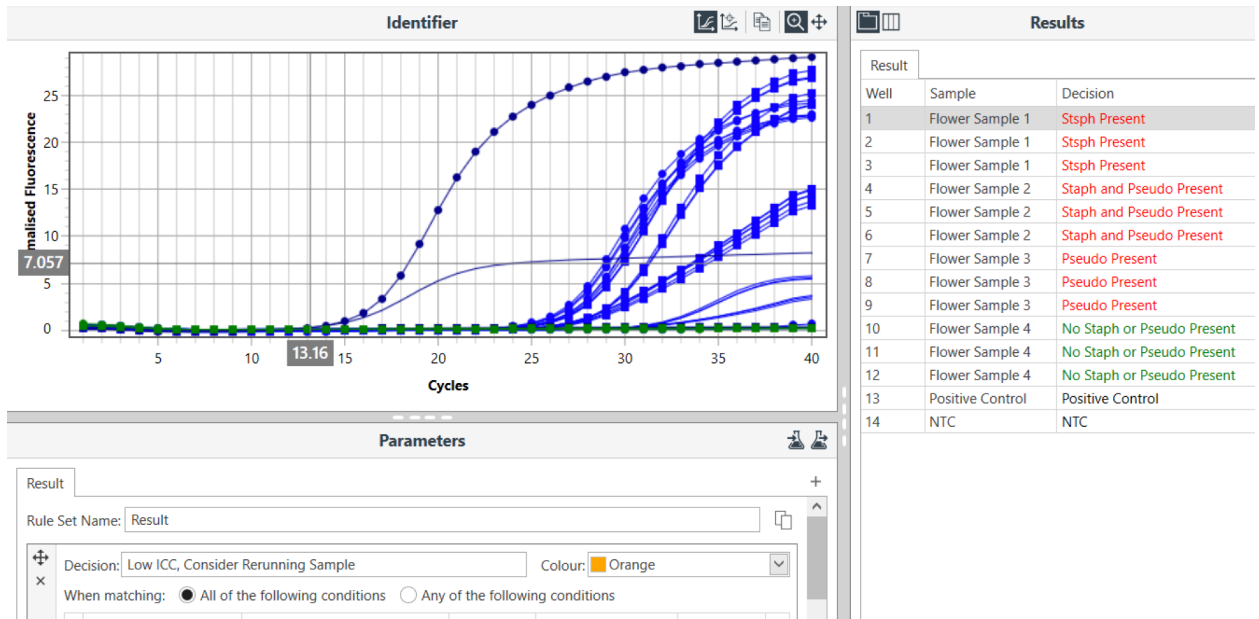 Identifier
malised Fluorescence
25
20
15
10
5
0
7.057
13.16
5 10 15 20 25 30 35 40
Cycles
Parameters
Result
+
Rule Set Name: Result
Decision: Low ICC, Consider Rerunning Sample Colour: Orange
When matching: All of the following conditions Any of the following conditions
Results
Result
Well Sample Decision
1 Flower Sample 1 Stsph Present
2 Flower Sample 1 Stsph Present
3 Flower Sample 1 Stsph Present
4 Flower Sample 2 Staph and Pseudo Present
5 Flower Sample 2 Staph and Pseudo Present
6 Flower Sample 2 Staph and Pseudo Present
7 Flower Sample 3 Pseudo Present
8 Flower Sample 3 Pseudo Present
9 Flower Sample 3 Pseudo Present
10 Flower Sample 4 No Staph or Pseudo Present
11 Flower Sample 4 No Staph or Pseudo Present
12 Flower Sample 4 No Staph or Pseudo Present
13 Positive Control Positive Control
14 NTC NTC